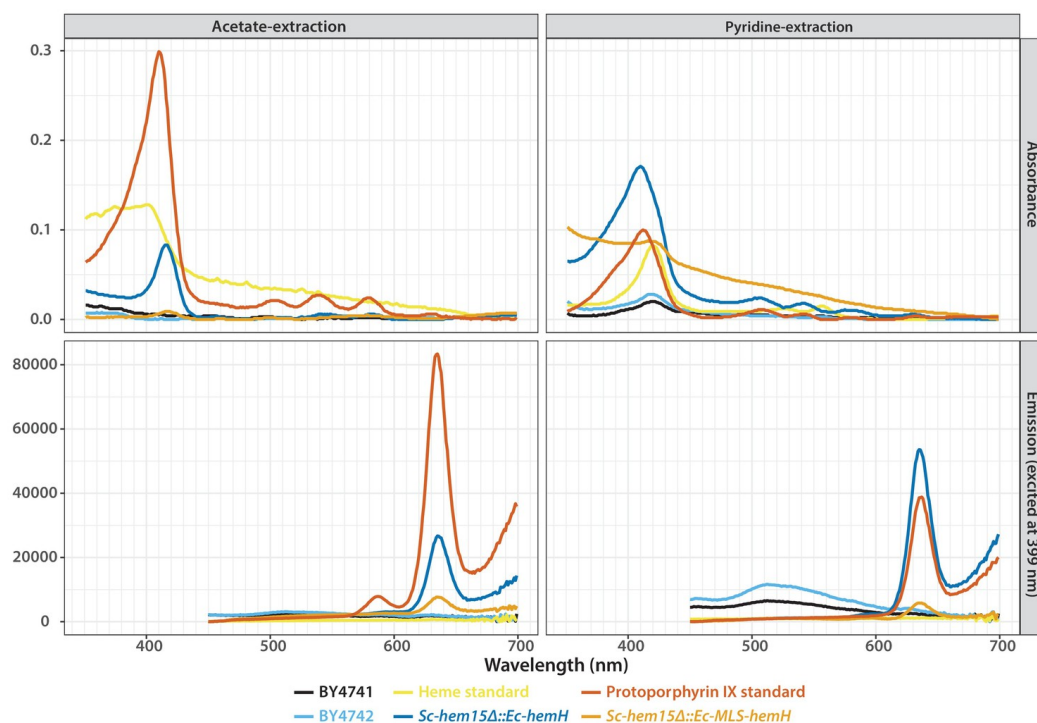 Acetate-extraction
Pyridine-extraction
0.3
0.2
0.1
0.0
Absorbance
80000
60000
40000
20000
0
Emission (excited at 399 nm)
400 500 600 700
400 500 600 700
Wavelength (nm)
BY4741 Heme standard Protoporphyrin IX standard
BY4742 Sc-hem15Δ::Ec-hemH Sc-hem15Δ::Ec-MLS-hemH